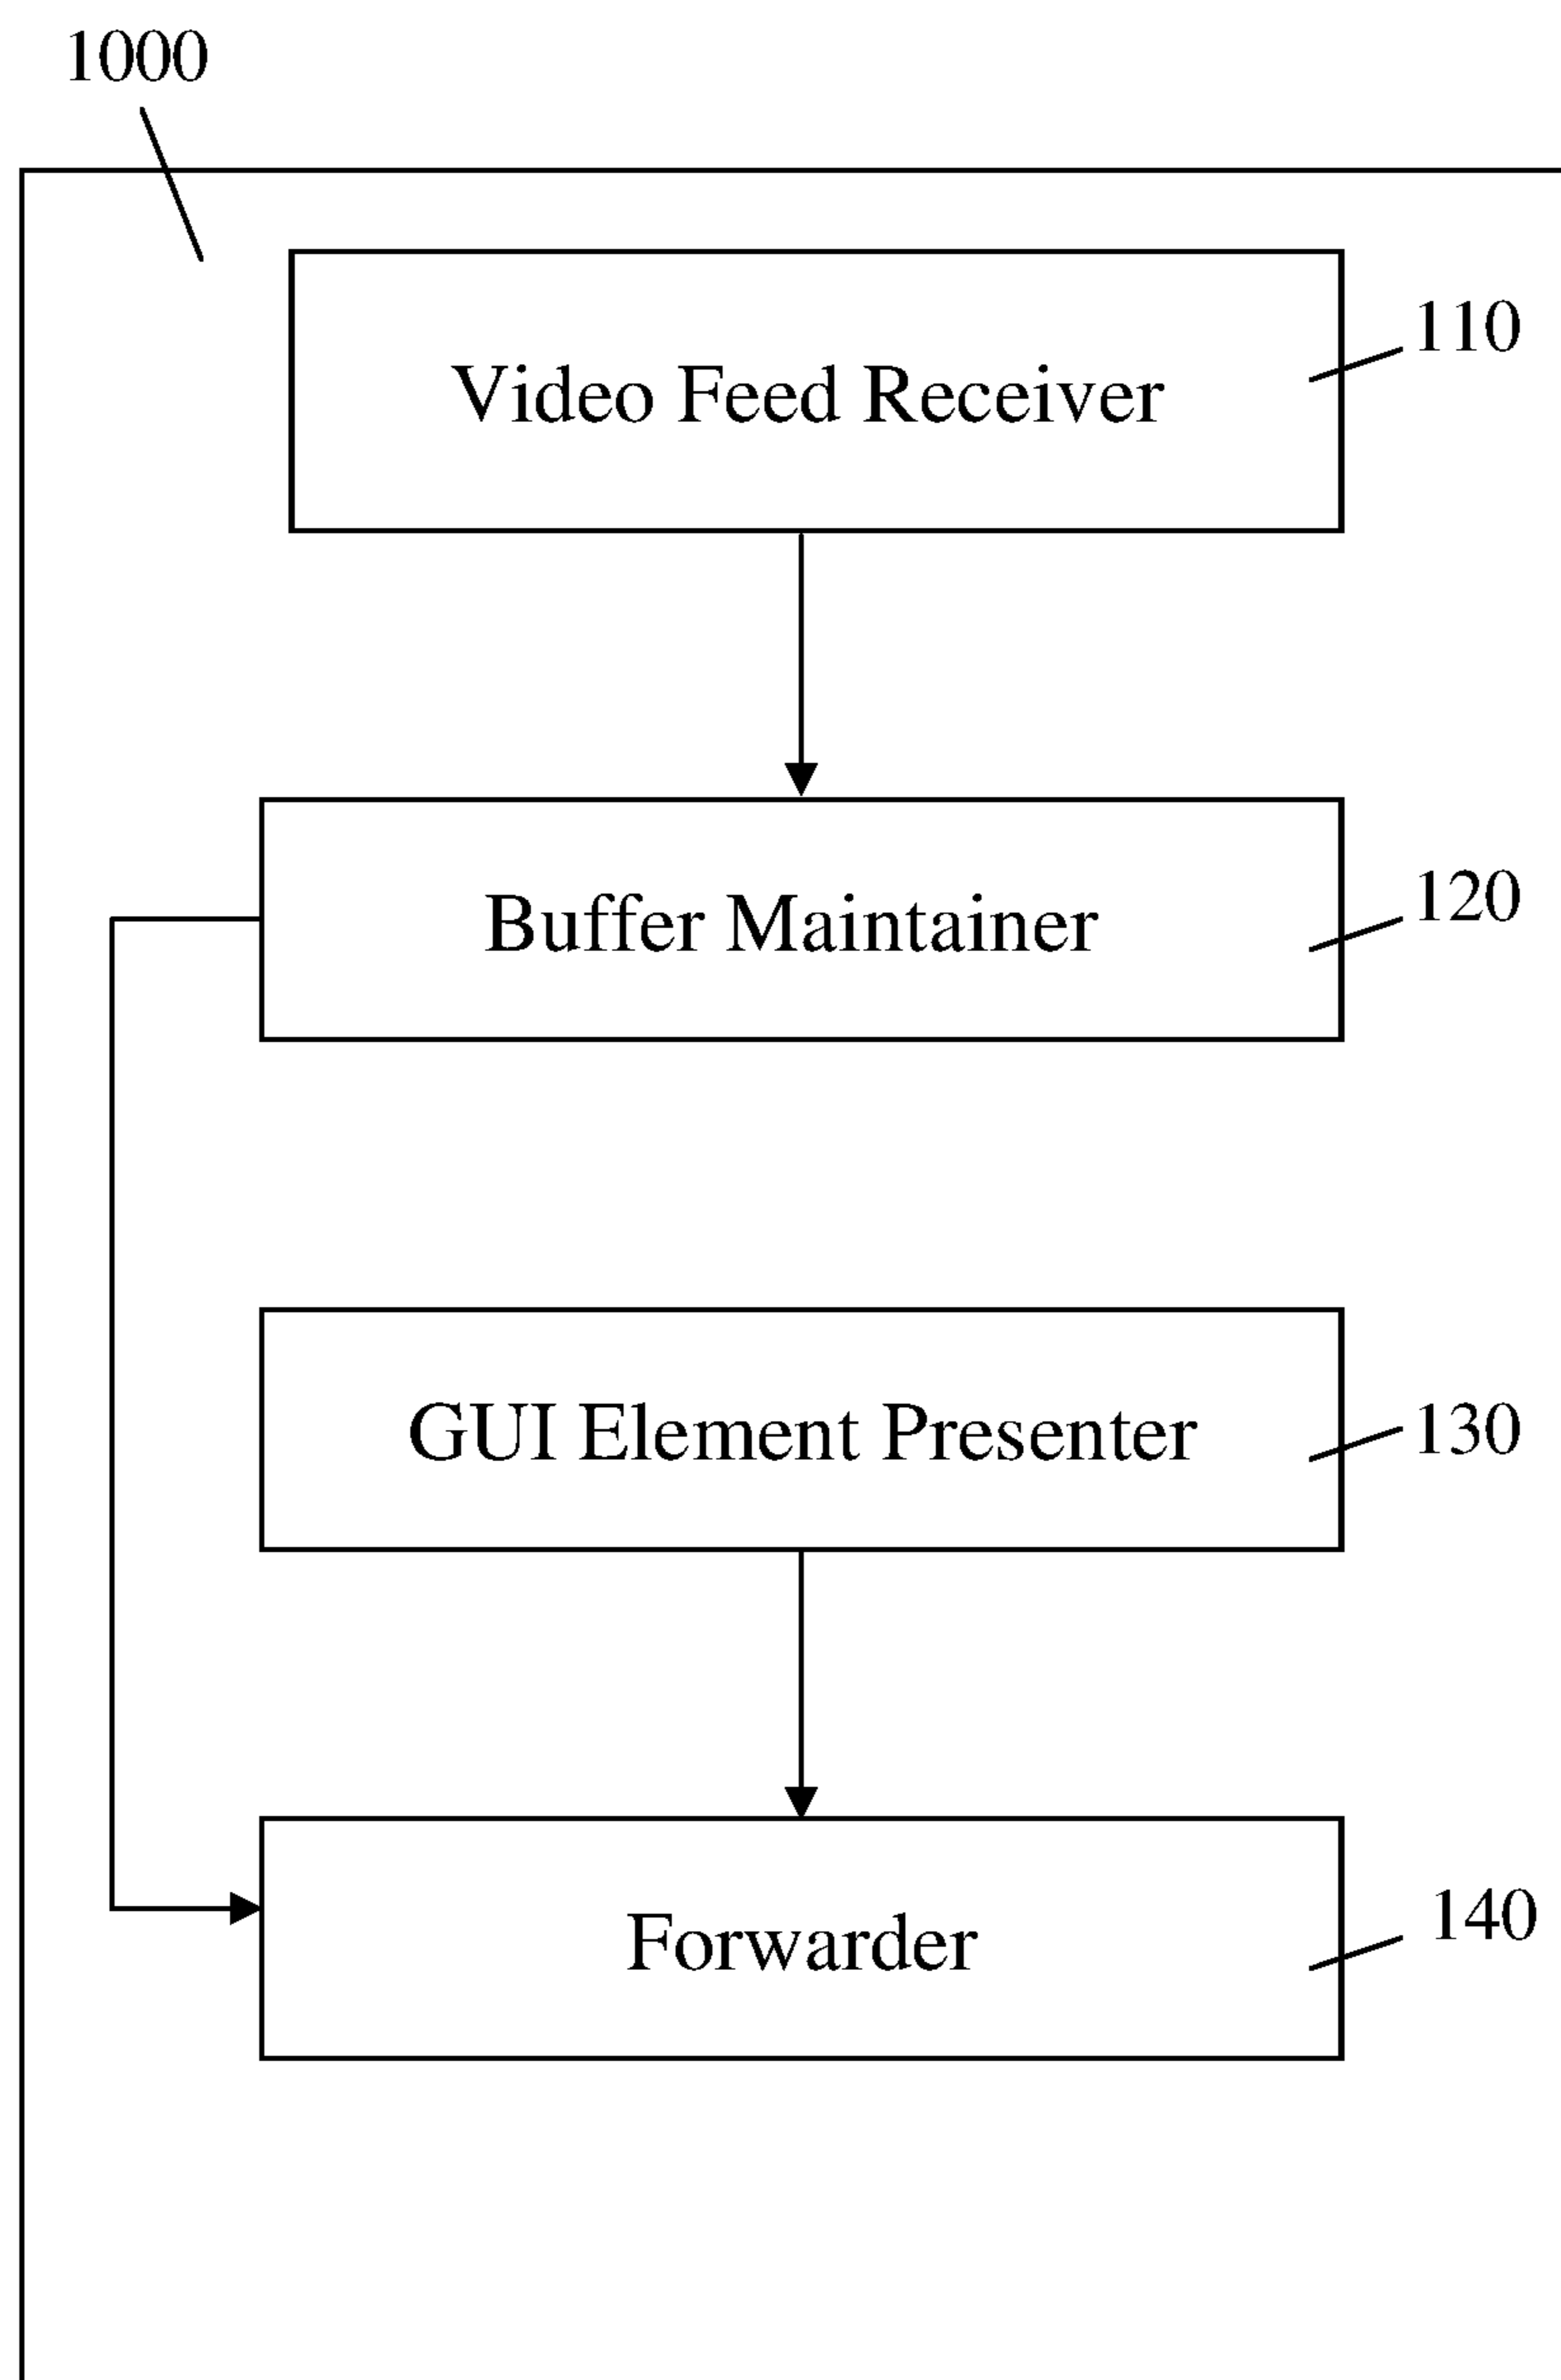 1000
110
Video Feed Receiver
120
Buffer Maintainer
130
GUI Element Presenter
140
Forwarder